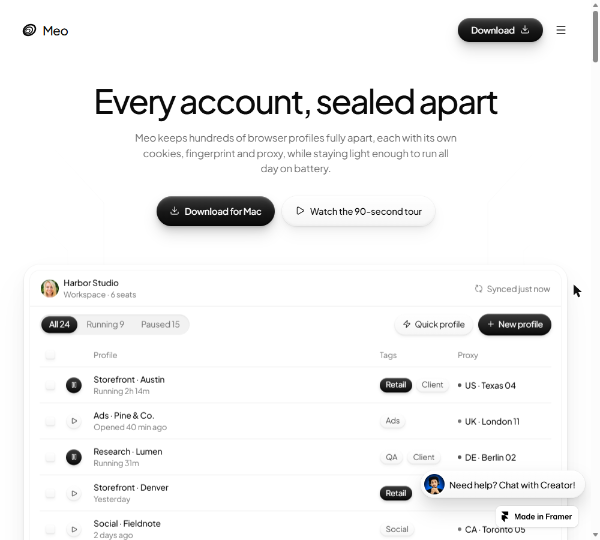 Meo
Download
Every account, sealed apart
Meo keeps hundreds of browser profiles fully apart, each with its own
cookies, fingerprint and proxy, while staying light enough to run all
day on battery.
Download for Mac
Watch the 90-second tour
Harbor Studio
Workspace · 6 seats
Synced just now
All 24
Running 9
Paused 15
Quick profile
New profile
Profile
Tags
Proxy
Storefront · Austin
Running 2h 14m
Retail
Client
US · Texas 04
Ads · Pine & Co.
Opened 40 min ago
Ads
UK · London 11
Research · Lumen
Running 31m
QA
Client
DE · Berlin 02
Storefront · Denver
Yesterday
Retail
Need help? Chat with Creator!
Made in Framer
Social · Fieldnote
2 days ago
Social
CA · Toronto 05